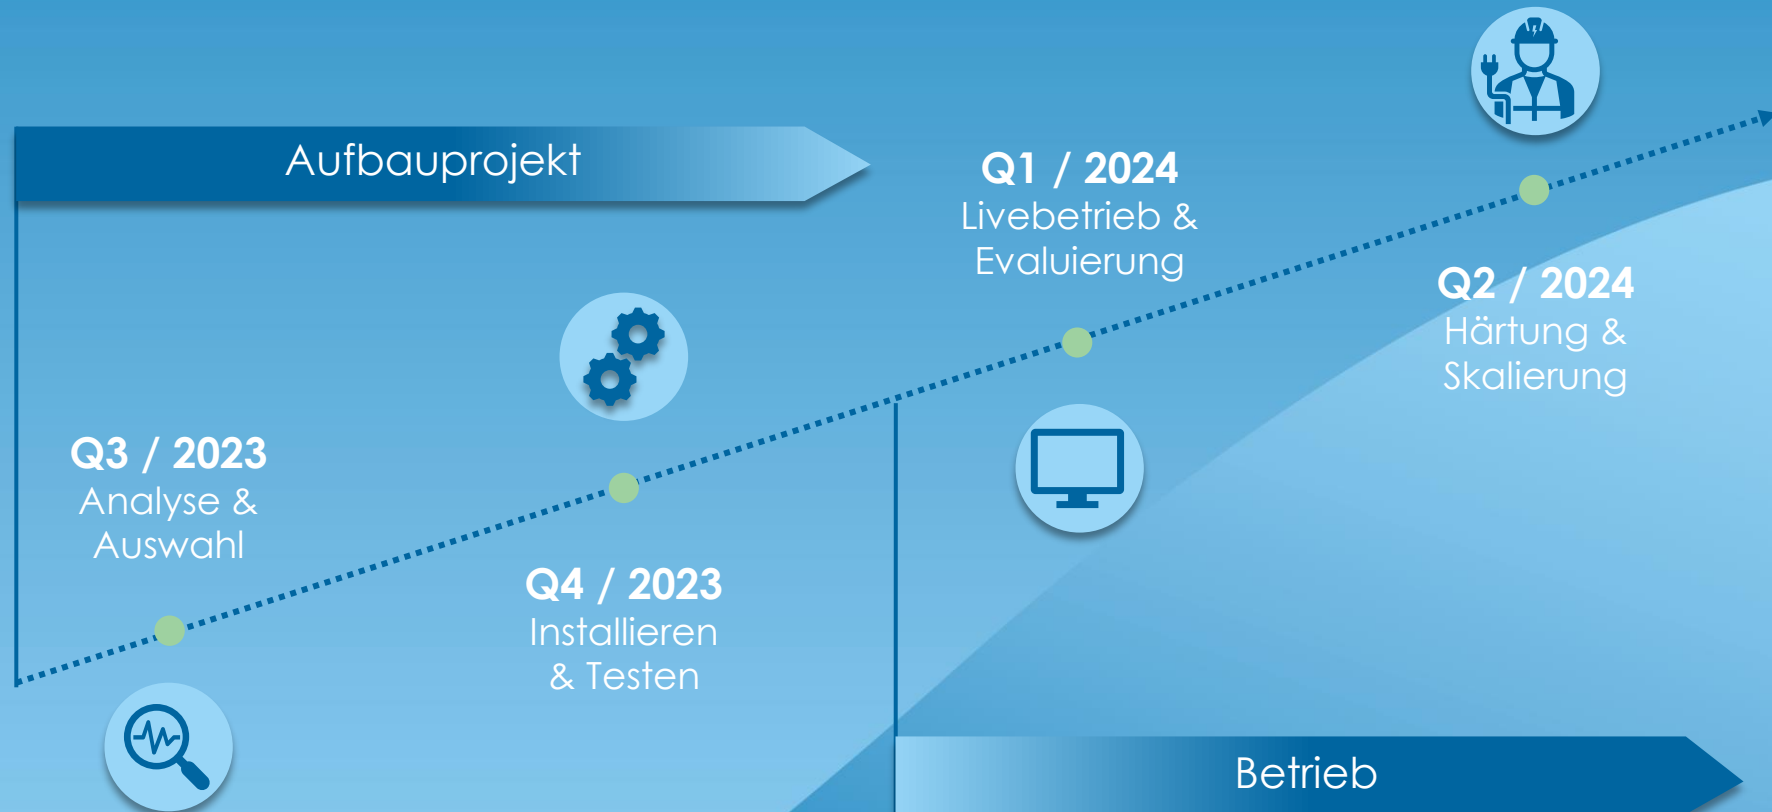 Aufbauprojekt
Q3 / 2023
Analyse &
Auswahl
Q4 / 2023
Installieren
& Testen
Q1 / 2024
Livebetrieb &
Evaluierung
Q2 / 2024
Härtung &
Skalierung
Betrieb